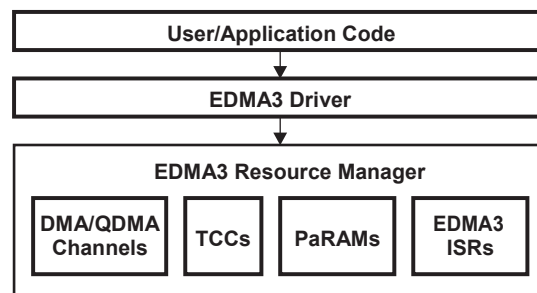 User/Application Code
EDMA3 Driver
EDMA3 Resource Manager
DMA/QDMA
Channels
TCCs
PaRAMs
EDMA3
ISRs